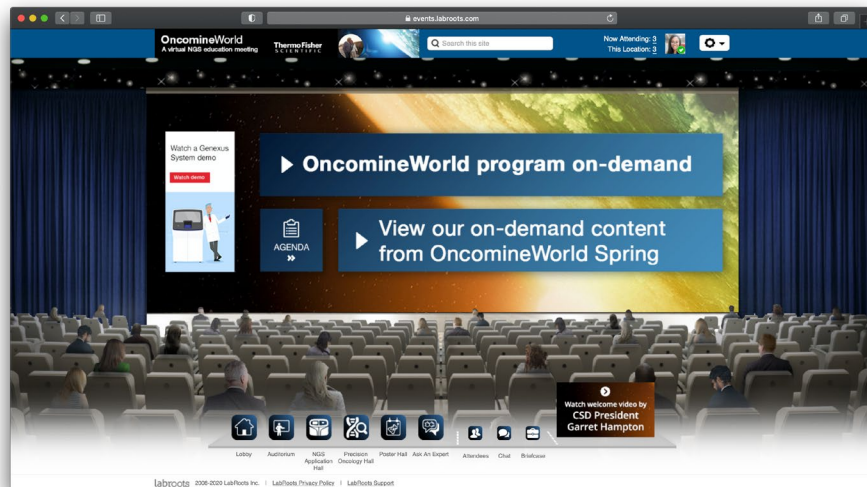 events.labroots.com
OncomineWorld
A virtual NGS education meeting
ThermoFisher
SCIENTIFIC
Search this site
Now Attending: 3
This Location: 3
Watch a Genexus
System demo
Watch demo
OncomineWorld program on-demand
AGENDA
View our on-demand content
from OncomineWorld Spring
Watch welcome video by
CSD President
Garret Hampton
Lobby
Auditorium
NGS
Application
Hall
Precision
Oncology Hall
Poster Hall
Ask An Expert
Attendees
Chat
Briefcase
labroots 2008-2020 LabRoots Inc. | LabRoots Privacy Policy | LabRoots Support